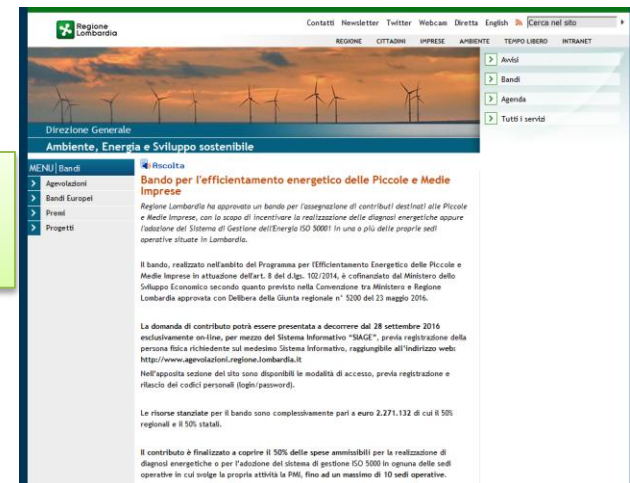 Regione
Lombardia
Contatti Newsletter Twitter Webcam Diretta English Cerca nel sito
REGIONE CITTADINI IMPRESE AMBIENTE TEMPO LIBERO INTRANET
Avvisi
Bandi
Agenda
Tutti i servizi
Direzione Generale
Ambiente, Energia e Sviluppo sostenibile
MENU Bandi
Agevolazioni
Bandi Europei
Premi
Progetti
Ascolta
Bando per l'efficientamento energetico delle Piccole e Medie
Imprese
Regione Lombardia ha approvato un bando per l'assegnazione di contributi destinati alle Piccole
e Medie Imprese, con lo scopo di incentivare la realizzazione delle diagnosi energetiche oppure
l'adozione del Sistema di Gestione dell'Energia ISO 50001 in una o più delle proprie sedi
operative situate in Lombardia.
Il bando, realizzato nell'ambito del Programma per l'Efficientamento Energetico delle Piccole e
Medie Imprese in attuazione dell'art. 8 del d.lgs. 102/2014, è cofinanziato dal Ministero dello
Sviluppo Economico secondo quanto previsto nella Convenzione tra Ministero e Regione
Lombardia approvata con Delibera della Giunta regionale n° 5200 del 23 maggio 2016.
La domanda di contributo potrà essere presentata a decorrere dal 28 settembre 2016
esclusivamente on-line, per mezzo del Sistema Informativo "SIAGE", previa registrazione della
persona fisica richiedente sul medesimo Sistema Informativo, raggiungibile all'indirizzo web:
http://www.agevolazioni.regione.lombardia.it
Nell'apposita sezione del sito sono disponibili le modalità di accesso, previa registrazione e
rilascio dei codici personali (login/password).
Le risorse stanziate per il bando sono complessivamente pari a euro 2.271.132 di cui il 50%
regionali e il 50% statali.
Il contributo è finalizzato a coprire il 50% delle spese ammissibili per la realizzazione di
diagnosi energetiche o per l'adozione del sistema di gestione ISO 5000 in ognuna delle sedi
operative in cui svolge la propria attività la PMI, fino ad un massimo di 10 sedi operative.